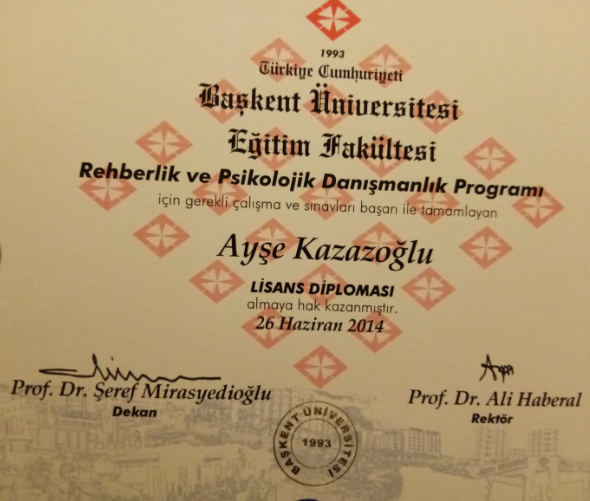 1993
Türkiye Cumhuriyeti
Başkent Üniversitesi
Eğitim Fakültesi
Rehberlik ve Psikolojik Danışmanlık Programı
için gerekli çalışma ve sınavları başarı ile tamamlayan
Ayşe Kazazoğlu
LİSANS DİPLOMASI
almaya hak kazanmıştır.
26 Haziran 2014
Prof. Dr. Şeref Mirasyedioğlu
Dekan
Prof. Dr. Ali Haberal
Rektör
BAŞKENT ÜNİVERSİTESİ
1993